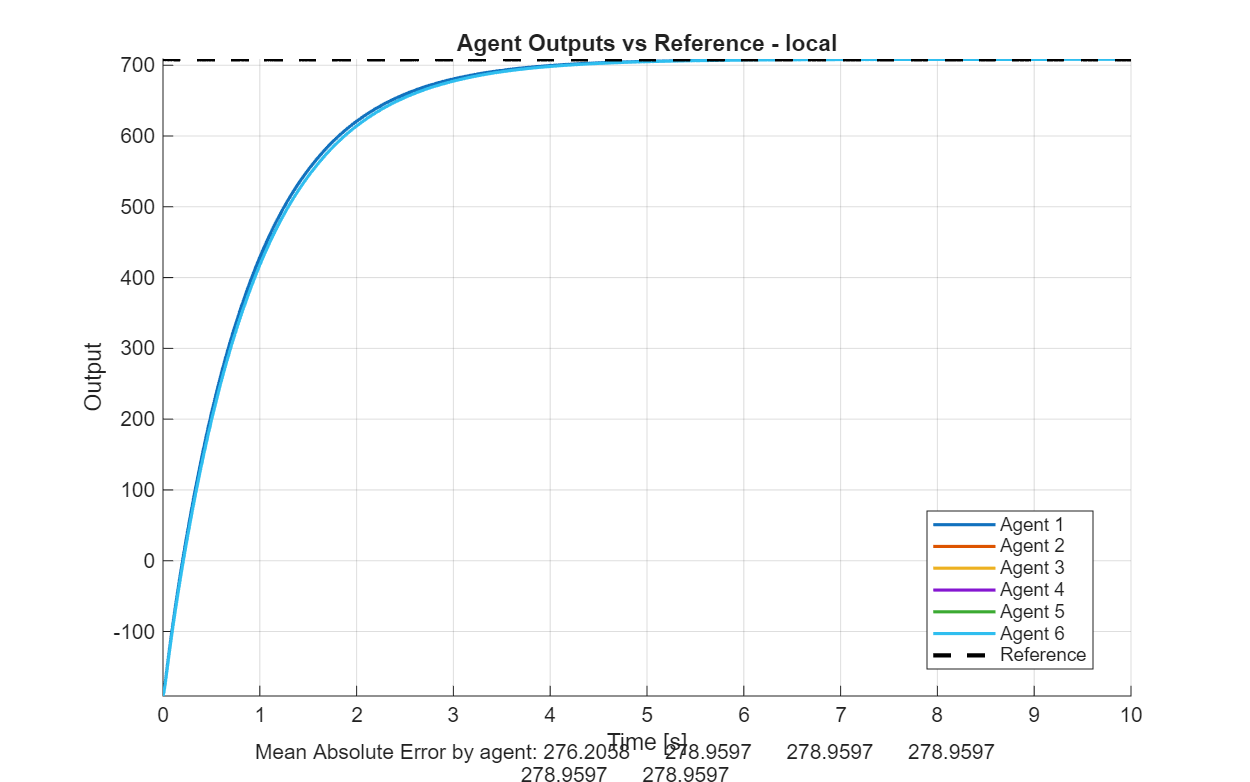 Agent Outputs vs Reference - local
700
600
500
400
300
200
100
0
-100
Output
0 1 2 3 4 5 6 7 8 9 10
Time [s]
Agent 1
Agent 2
Agent 3
Agent 4
Agent 5
Agent 6
Reference
Mean Absolute Error by agent: 276.2058 278.9597 278.9597 278.9597
278.9597 278.9597